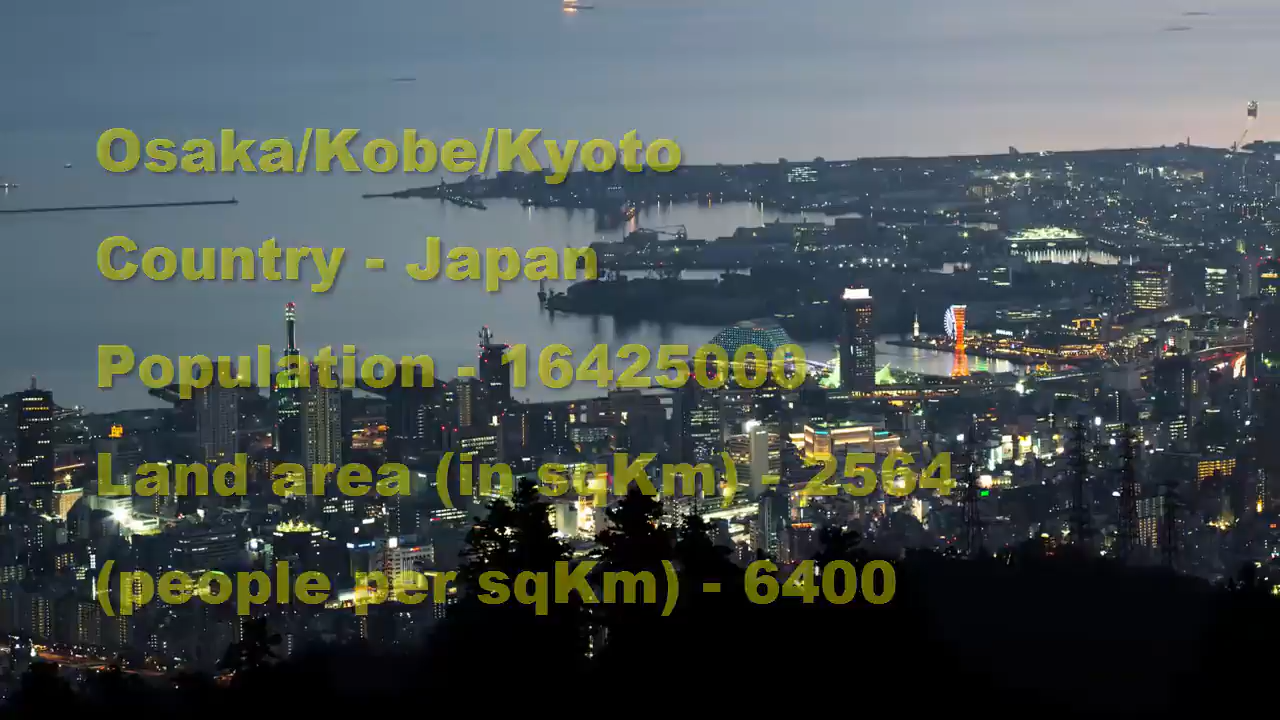 Osaka/Kobe/Kyoto
Country - Japan
Population - 16425000
Land area (in sqKm) - 2564
(people per sqKm) - 6400